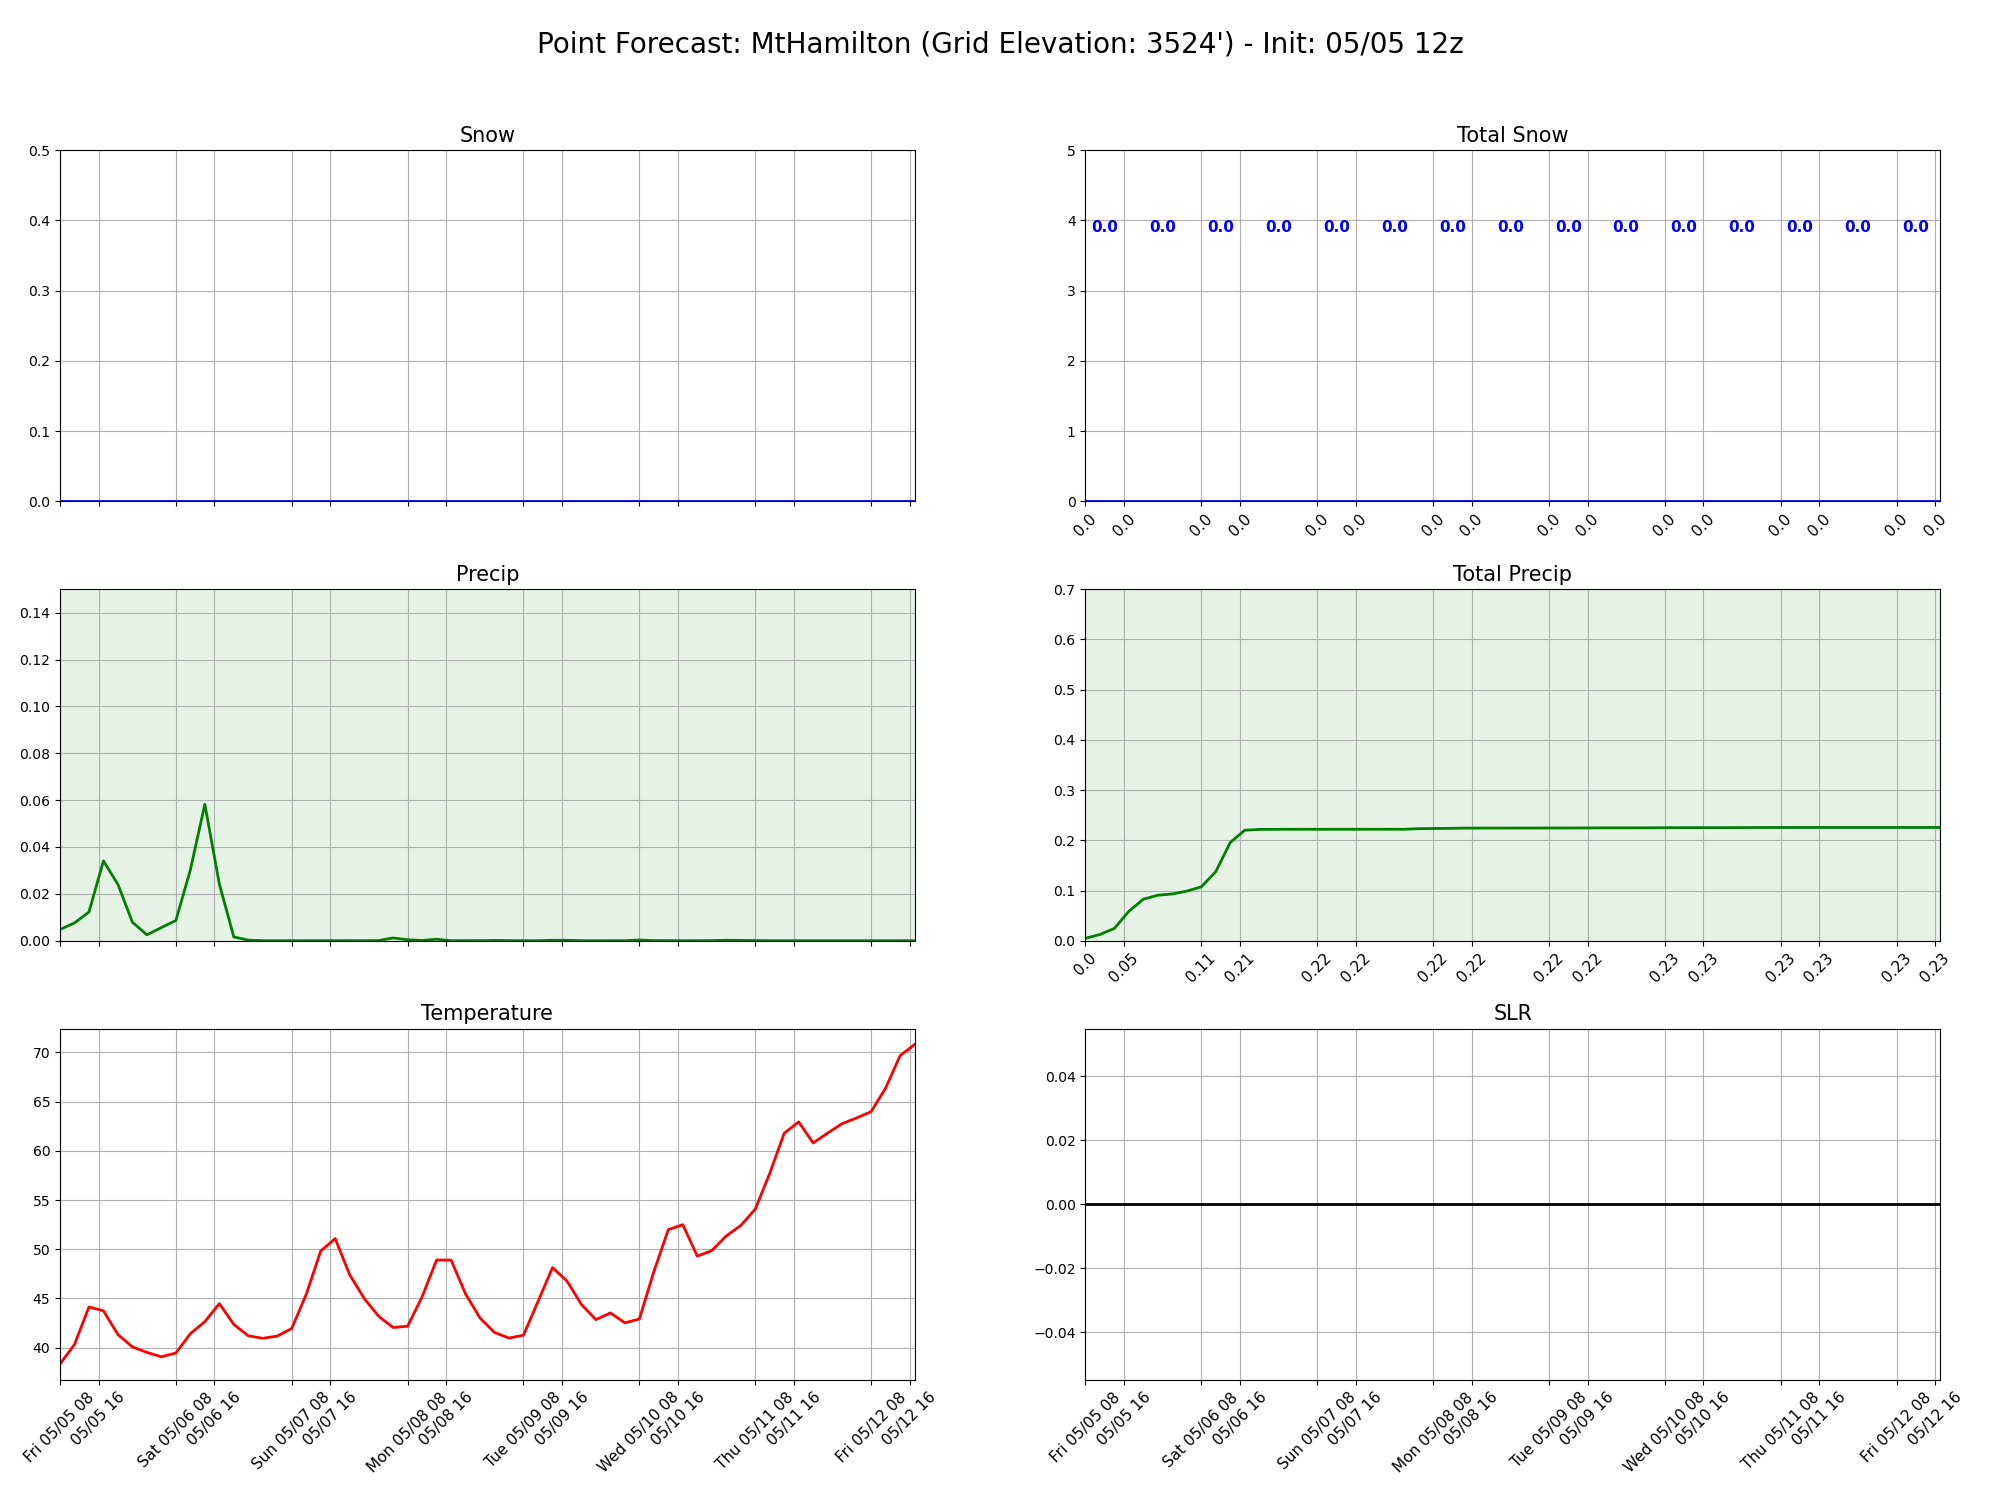 Point Forecast: MtHamilton (Grid Elevation: 3524') - Init: 05/05 12z
Snow
0.5
0.4
0.3
0.2
0.1
0.0
Total Snow
5
4
3
2
1
0
0.0 0.0 0.0 0.0 0.0 0.0 0.0 0.0 0.0 0.0 0.0 0.0 0.0 0.0 0.0
0.0 0.0 0.0 0.0 0.0 0.0 0.0 0.0 0.0 0.0 0.0 0.0 0.0 0.0 0.0 0.0
Precip
0.14
0.12
0.10
0.08
0.06
0.04
0.02
0.00
Total Precip
0.7
0.6
0.5
0.4
0.3
0.2
0.1
0.0
0.0 0.05 0.11 0.21 0.22 0.22 0.22 0.22 0.22 0.22 0.23 0.23 0.23 0.23 0.23 0.23
Temperature
70
65
60
55
50
45
40
Fri 05/05 08
05/05 16
Sat 05/06 08
05/06 16
Sun 05/07 08
05/07 16
Mon 05/08 08
05/08 16
Tue 05/09 08
05/09 16
Wed 05/10 08
05/10 16
Thu 05/11 08
05/11 16
Fri 05/12 08
05/12 16
SLR
0.04
0.02
0.00
−0.02
−0.04
Fri 05/05 08
05/05 16
Sat 05/06 08
05/06 16
Sun 05/07 08
05/07 16
Mon 05/08 08
05/08 16
Tue 05/09 08
05/09 16
Wed 05/10 08
05/10 16
Thu 05/11 08
05/11 16
Fri 05/12 08
05/12 16